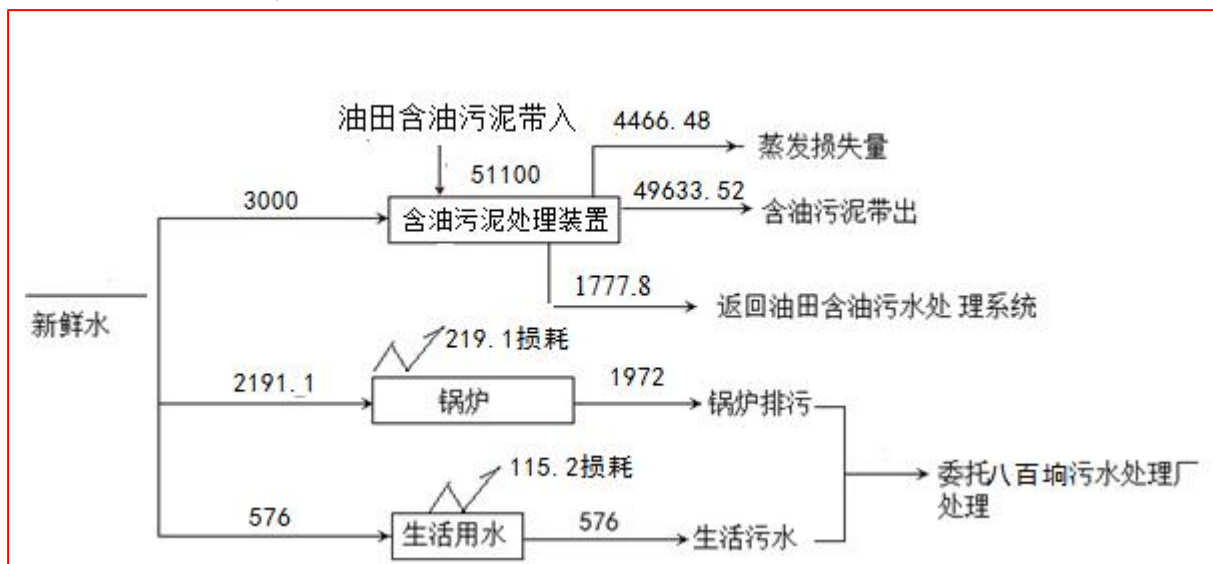 油田含油污泥带入
4466.48
蒸发损失量
51100
49633.52
3000
含油污泥处理装置
含油污泥带出
1777.8
返回油田含油污水处 理系统
新鲜水
219.1损耗
2191._1
锅炉
1972
锅炉排污
115.2损耗
委托八百垧污水处理厂
处理
576
生活用水
576
生活污水